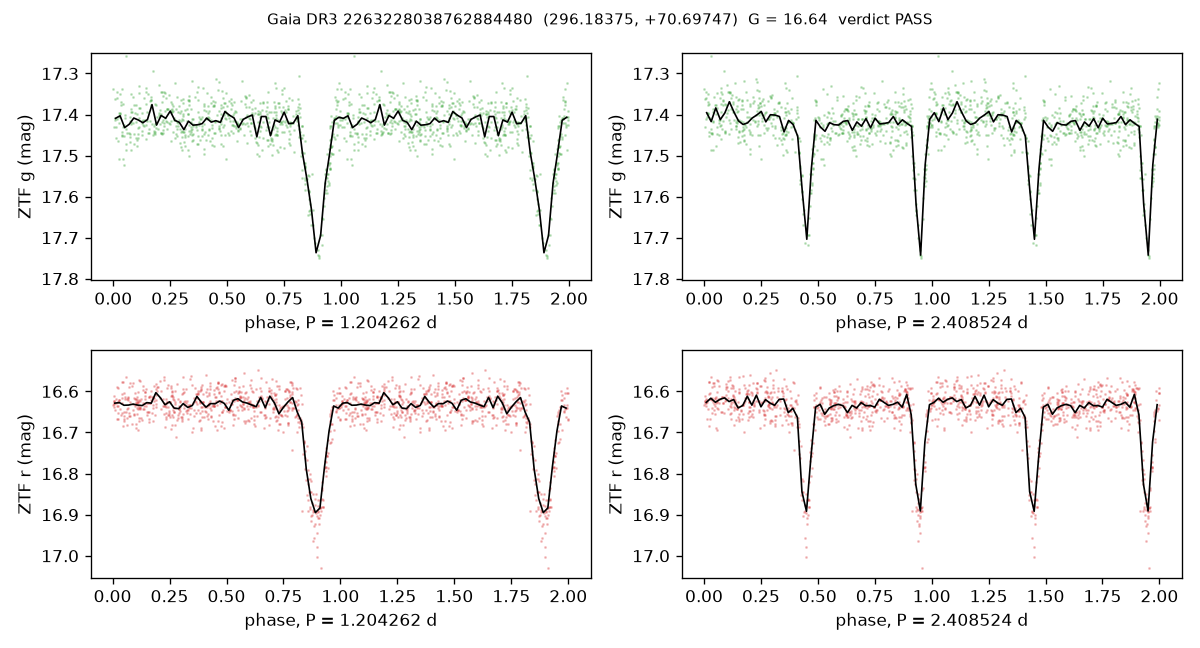 Gaia DR3 2263228038762884480 (296.18375, +70.69747) G = 16.64 verdict PASS
17.3
17.4
17.5
17.6
17.7
17.8
ZTF g (mag)
0.00 0.25 0.50 0.75 1.00 1.25 1.50 1.75 2.00
phase, P = 1.204262 d
17.3
17.4
17.5
17.6
17.7
17.8
ZTF g (mag)
0.00 0.25 0.50 0.75 1.00 1.25 1.50 1.75 2.00
phase, P = 2.408524 d
16.6
16.7
16.8
16.9
17.0
ZTF r (mag)
0.00 0.25 0.50 0.75 1.00 1.25 1.50 1.75 2.00
phase, P = 1.204262 d
16.6
16.7
16.8
16.9
17.0
ZTF r (mag)
0.00 0.25 0.50 0.75 1.00 1.25 1.50 1.75 2.00
phase, P = 2.408524 d